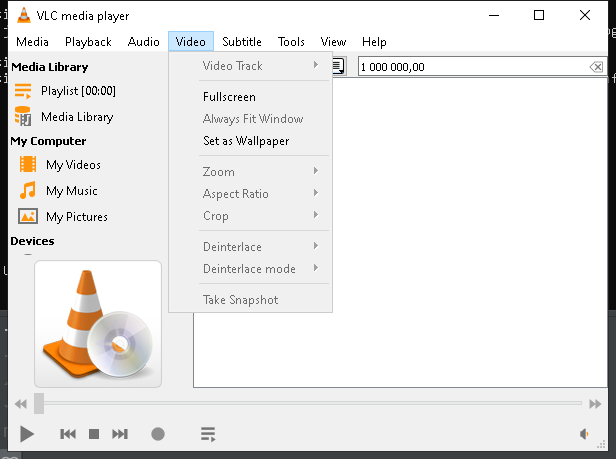 VLC media player
Media Playback Audio Video Subtitle Tools View Help
Media Library
Playlist [00:00]
Media Library
My Computer
My Videos
My Music
My Pictures
Devices
Video Track
Fullscreen
Always Fit Window
Set as Wallpaper
Zoom
Aspect Ratio
Crop
Deinterlace
Deinterlace mode
Take Snapshot
1 000 000,00